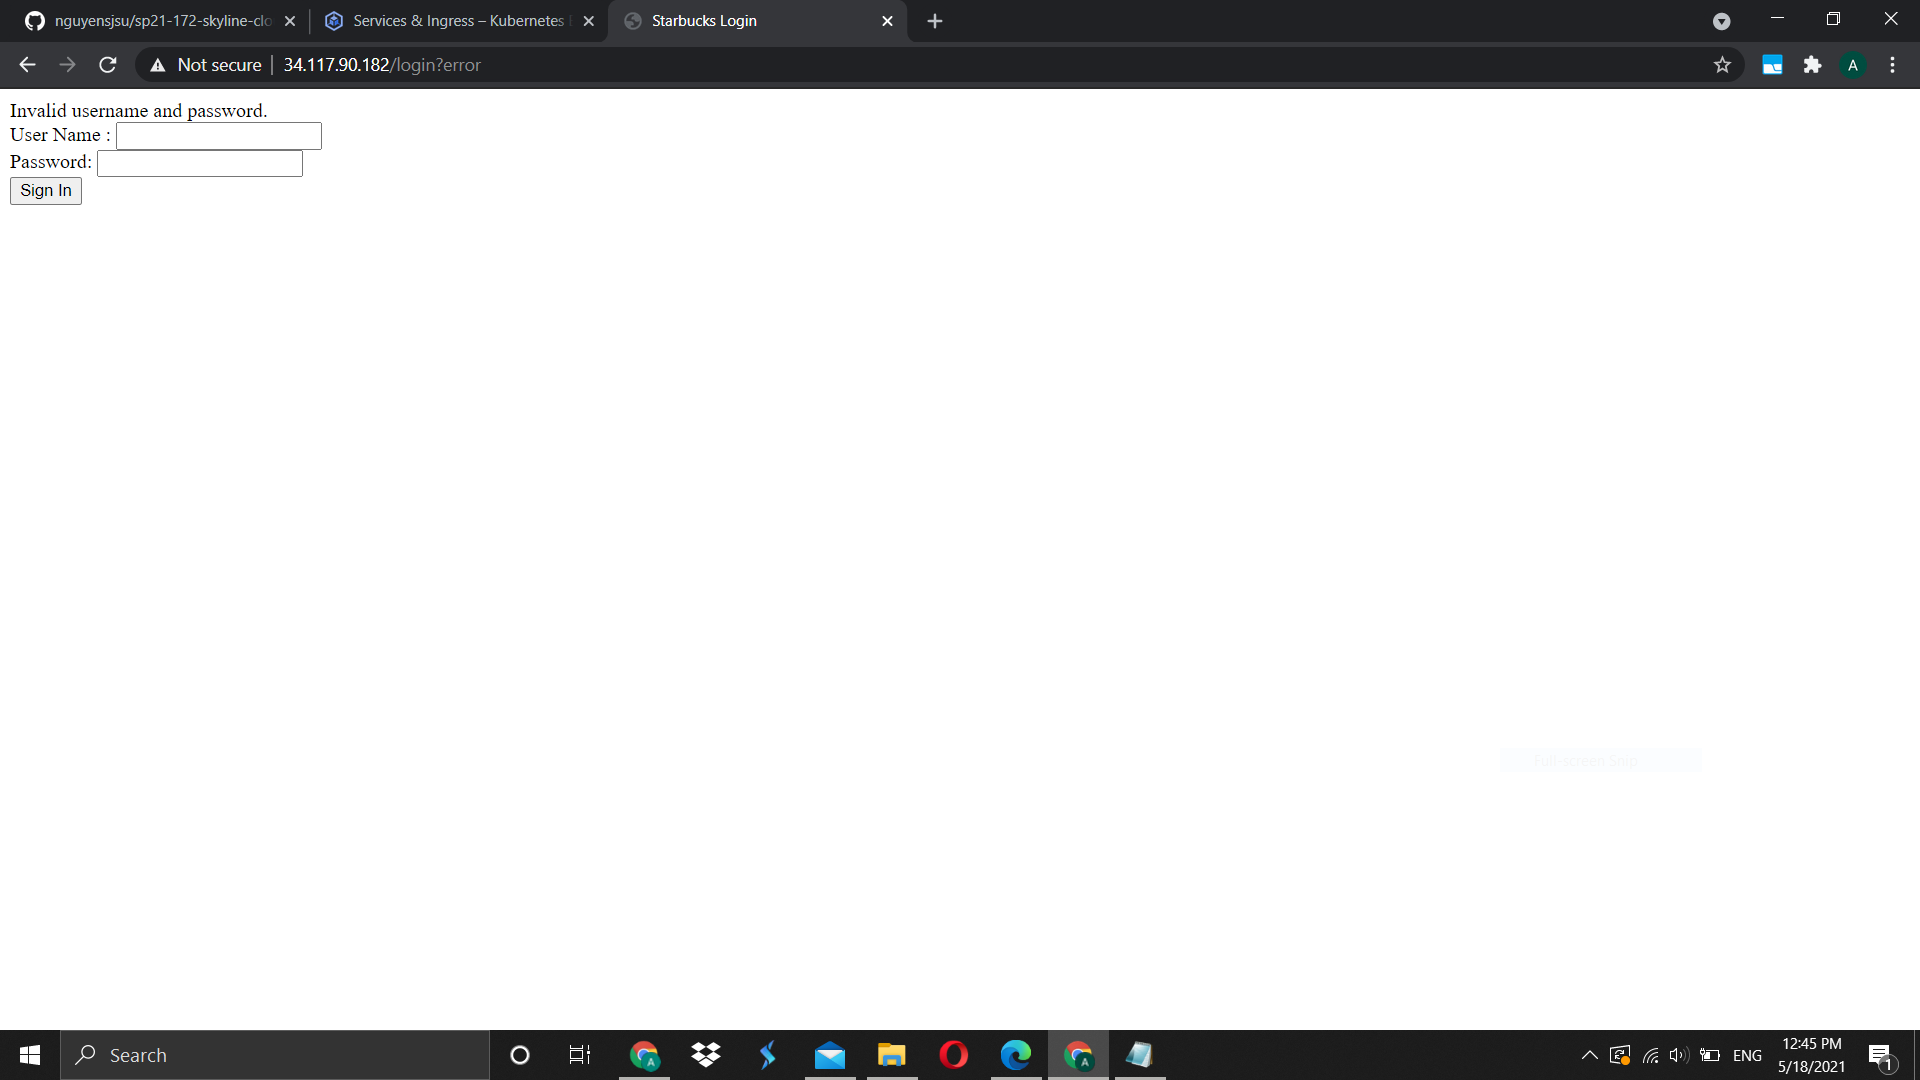 nguyensjsu/sp21-172-skyline-clo
Services & Ingress – Kubernetes
Starbucks Login
Not secure
34.117.90.182/login?error
A
Invalid username and password.
User Name :
Password:
Sign In
Full-screen Snip
Search
A
A
ENG
12:45 PM
5/18/2021
1